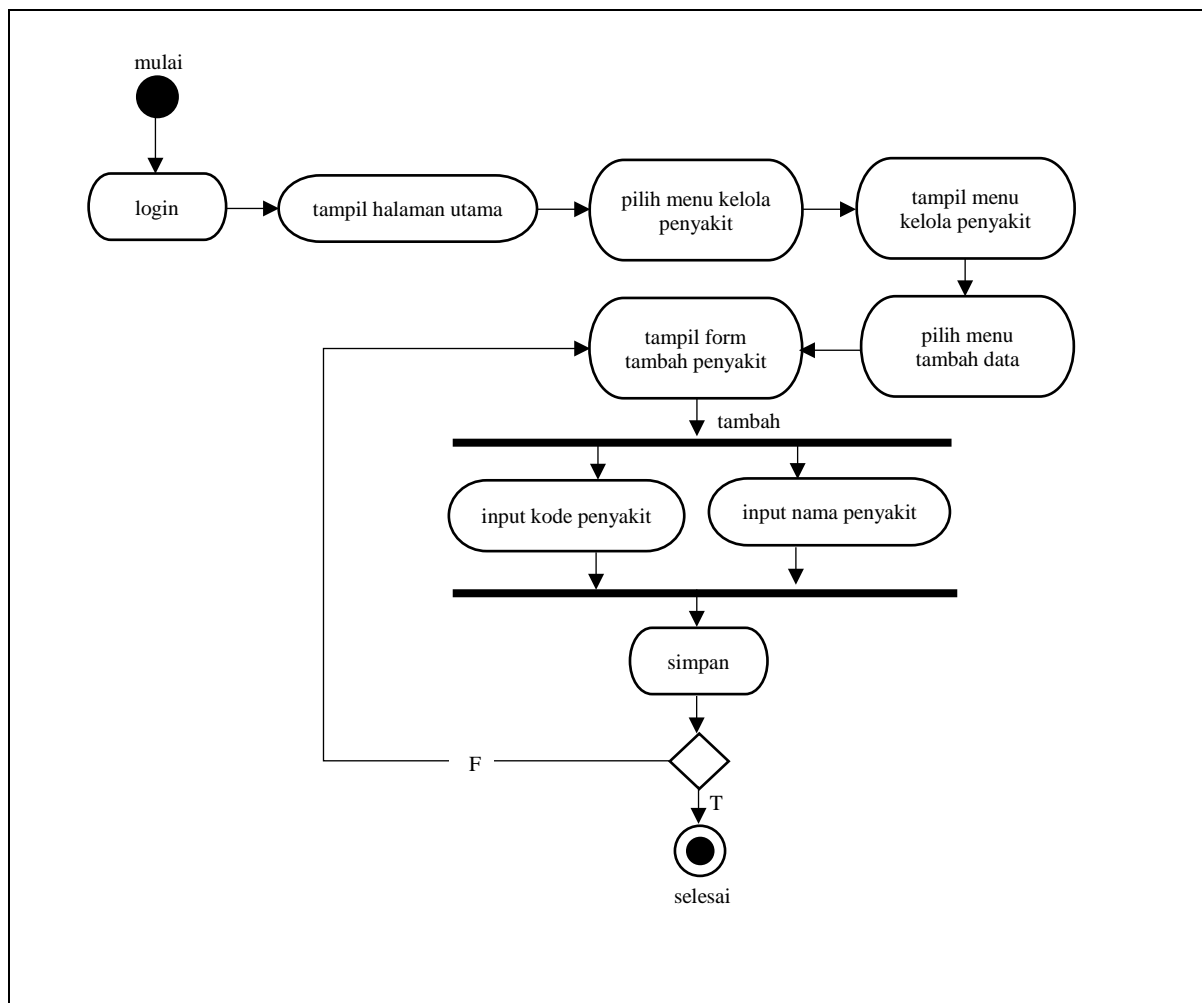 mulai
login
tampil halaman utama
pilih menu kelola
penyakit
tampil menu
kelola penyakit
pilih menu
tambah data
tampil form
tambah penyakit
tambah
input kode penyakit
input nama penyakit
simpan
F
T
selesai